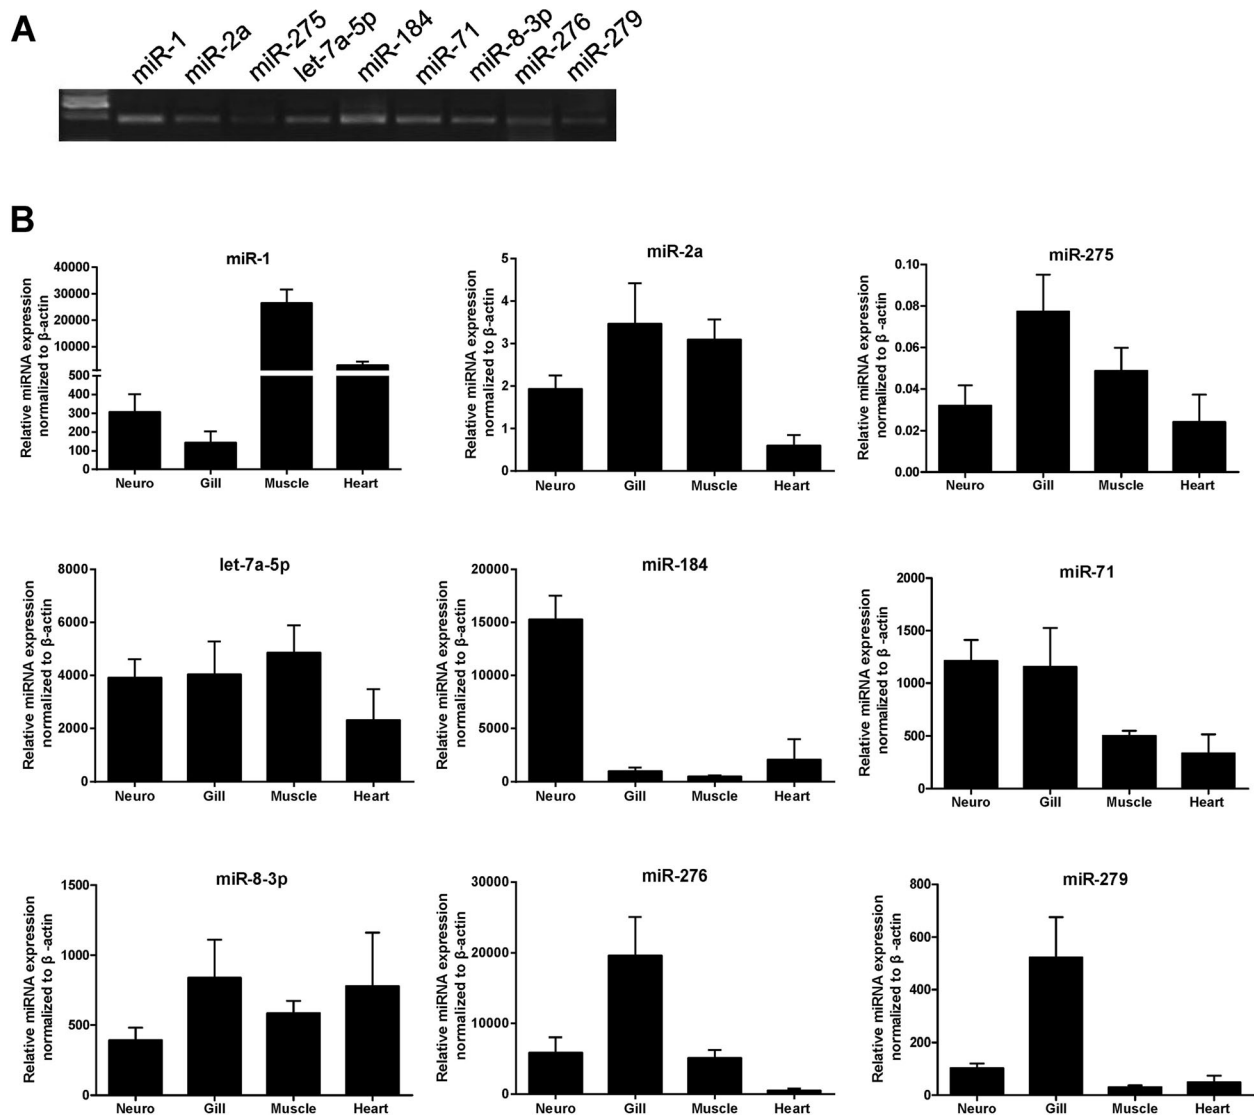 A
miR-1 miR-2a miR-275 let-7a-5p miR-184 miR-71 miR-8-3p miR-276 miR-279
B
miR-1
Relative miRNA expression
normalized to β-actin
40000
30000
20000
10000
500
400
300
200
100
0
Neuro Gill Muscle Heart
miR-2a
Relative miRNA expression
normalized to β-actin
5
4
3
2
1
0
Neuro Gill Muscle Heart
miR-275
Relative miRNA expression
normalized to β -actin
0.10
0.08
0.06
0.04
0.02
0.00
Neuro Gill Muscle Heart
let-7a-5p
Relative miRNA expression
normalized to β-actin
8000
6000
4000
2000
0
Neuro Gill Muscle Heart
miR-184
Relative miRNA expression
normalized to β-actin
20000
15000
10000
5000
0
Neuro Gill Muscle Heart
miR-71
Relative miRNA expression
normalized to β -actin
2000
1500
1000
500
0
Neuro Gill Muscle Heart
miR-8-3p
Relative miRNA expression
normalized to β -actin
1500
1000
500
0
Neuro Gill Muscle Heart
miR-276
Relative miRNA expression
normalized to β-actin
30000
20000
10000
0
Neuro Gill Muscle Heart
miR-279
Relative miRNA expression
normalized to β -actin
800
600
400
200
0
Neuro Gill Muscle Heart